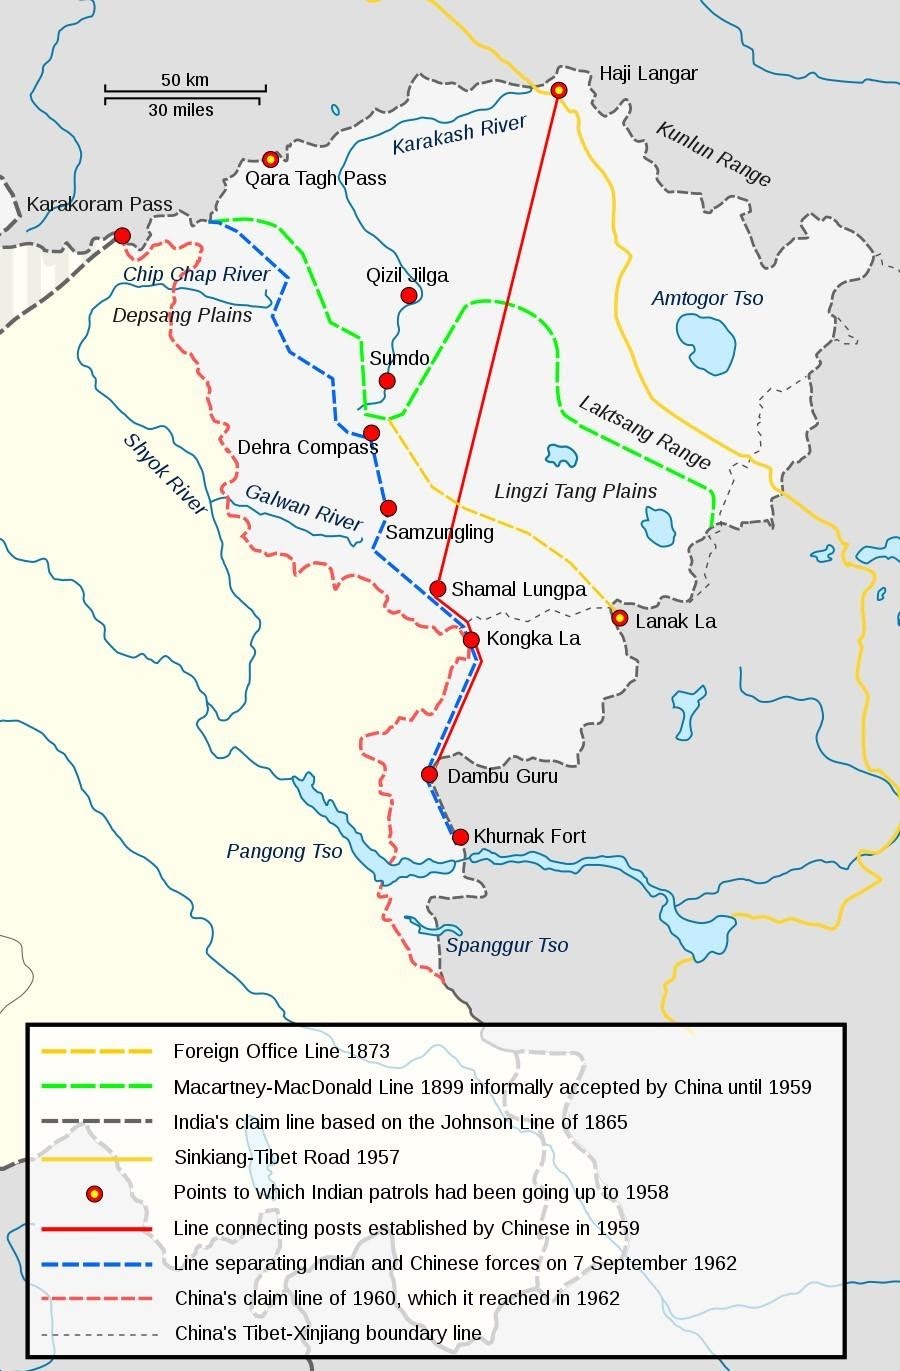 50 km
30 miles
Haji Langar
Karakash River
Kunlun Range
Qara Tagh Pass
Karakoram Pass
Chip Chap River
Qizil Jilga
Amtogor Tso
Depsang Plains
Sumdo
Laktsang Range
Dehra Compass
Shyok River
Galwan River
Lingzi Tang Plains
Samzungling
Shamal Lungpa
Lanak La
Kongka La
Dambu Guru
Khurnak Fort
Pangong Tso
Spanggur Tso
Foreign Office Line 1873
Macartney-MacDonald Line 1899 informally accepted by China until 1959
India's claim line based on the Johnson Line of 1865
Sinkiang-Tibet Road 1957
Points to which Indian patrols had been going up to 1958
Line connecting posts established by Chinese in 1959
Line separating Indian and Chinese forces on 7 September 1962
China's claim line of 1960, which it reached in 1962
China's Tibet-Xinjiang boundary line